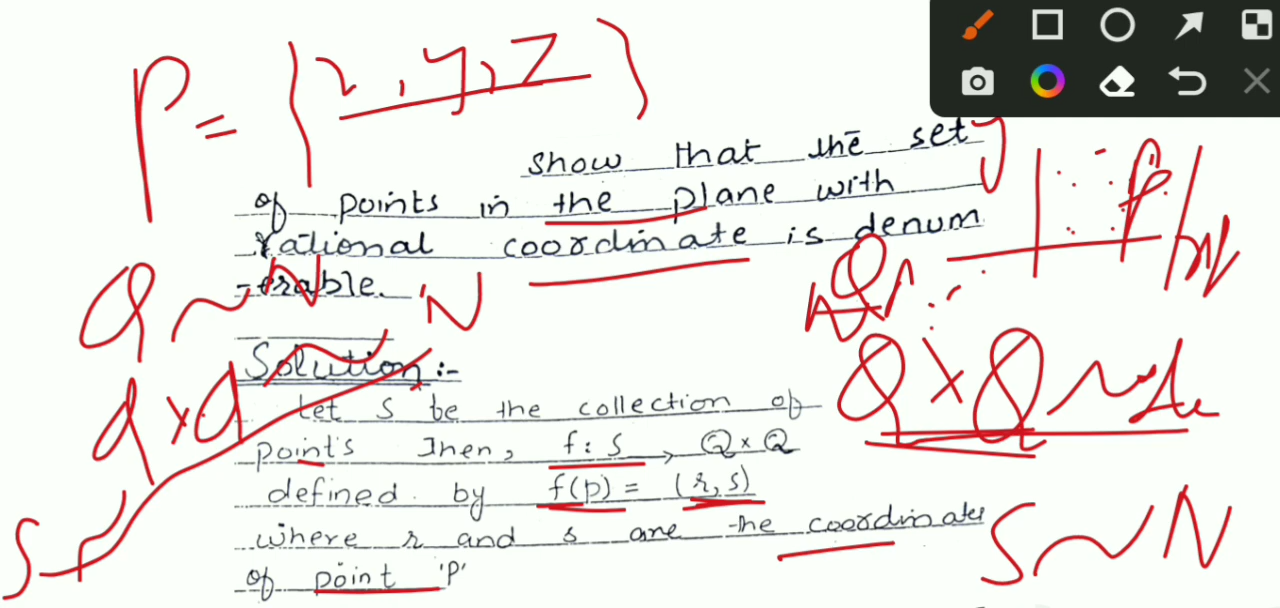 P = {x, y, z}
show that the set
of points in the plane with
rational coordinate is denum
-erable.
Q ~ N
N
Q × Q ~
Solution :-
Let S be the collection of
points Then, f: S → Q × Q
defined by f(p) = (r, s)
where r and s are the coordinates
of point 'P'
Q × Q
S ~ N
S